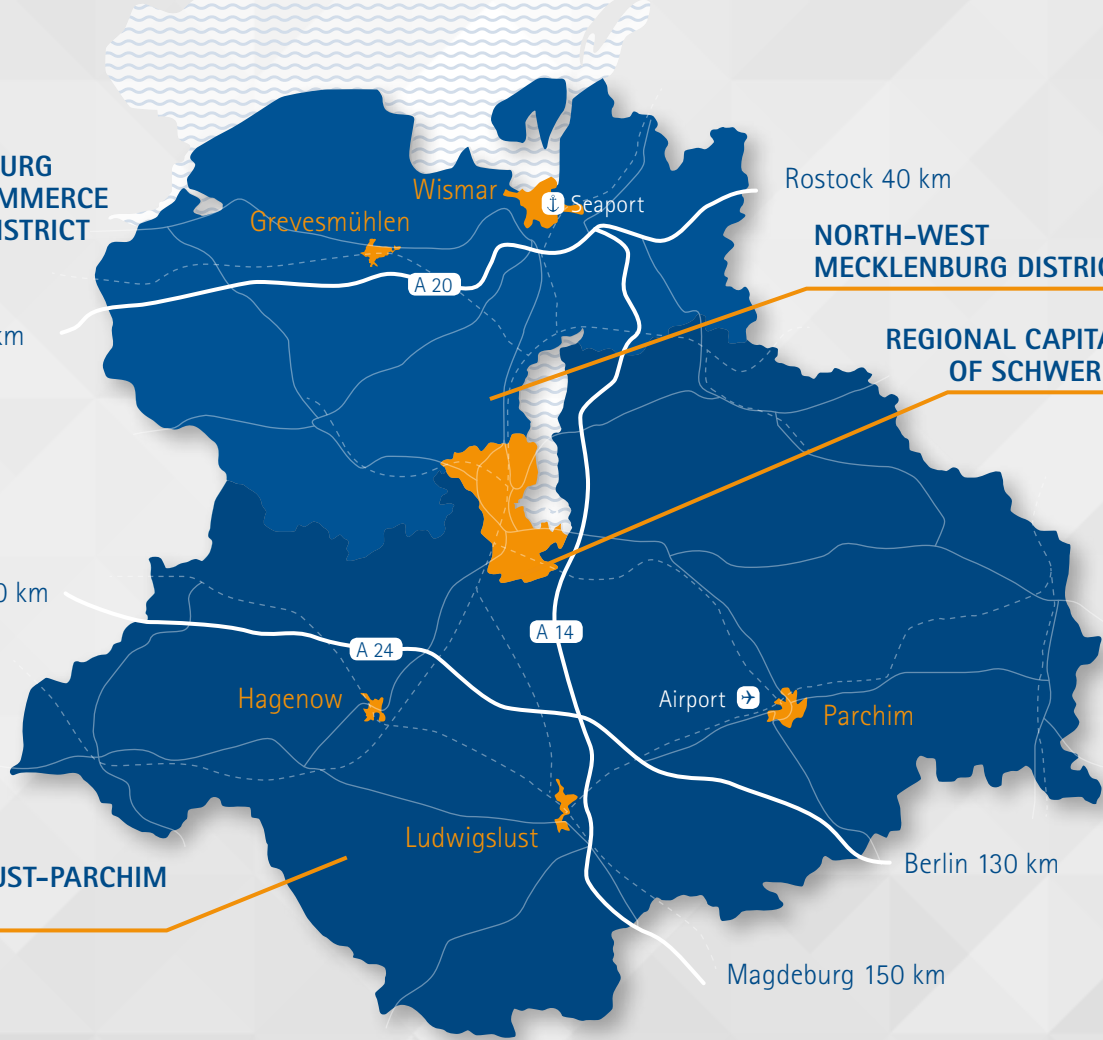 URG
MMERCE
ISTRICT
Wismar
Seaport
Rostock 40 km
Grevesmühlen
NORTH-WEST
MECKLENBURG DISTRIC
A 20
km
REGIONAL CAPITA
OF SCHWER
0 km
A 14
A 24
Hagenow
Airport
Parchim
Ludwigslust
Berlin 130 km
UST-PARCHIM
Magdeburg 150 km